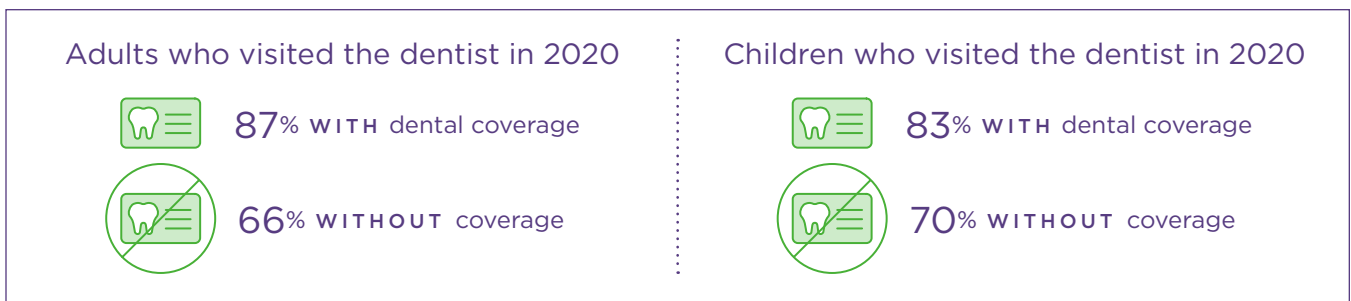 Adults who visited the dentist in 2020
87% WITH dental coverage
66% WITHOUT coverage
Children who visited the dentist in 2020
83% WITH dental coverage
70% WITHOUT coverage